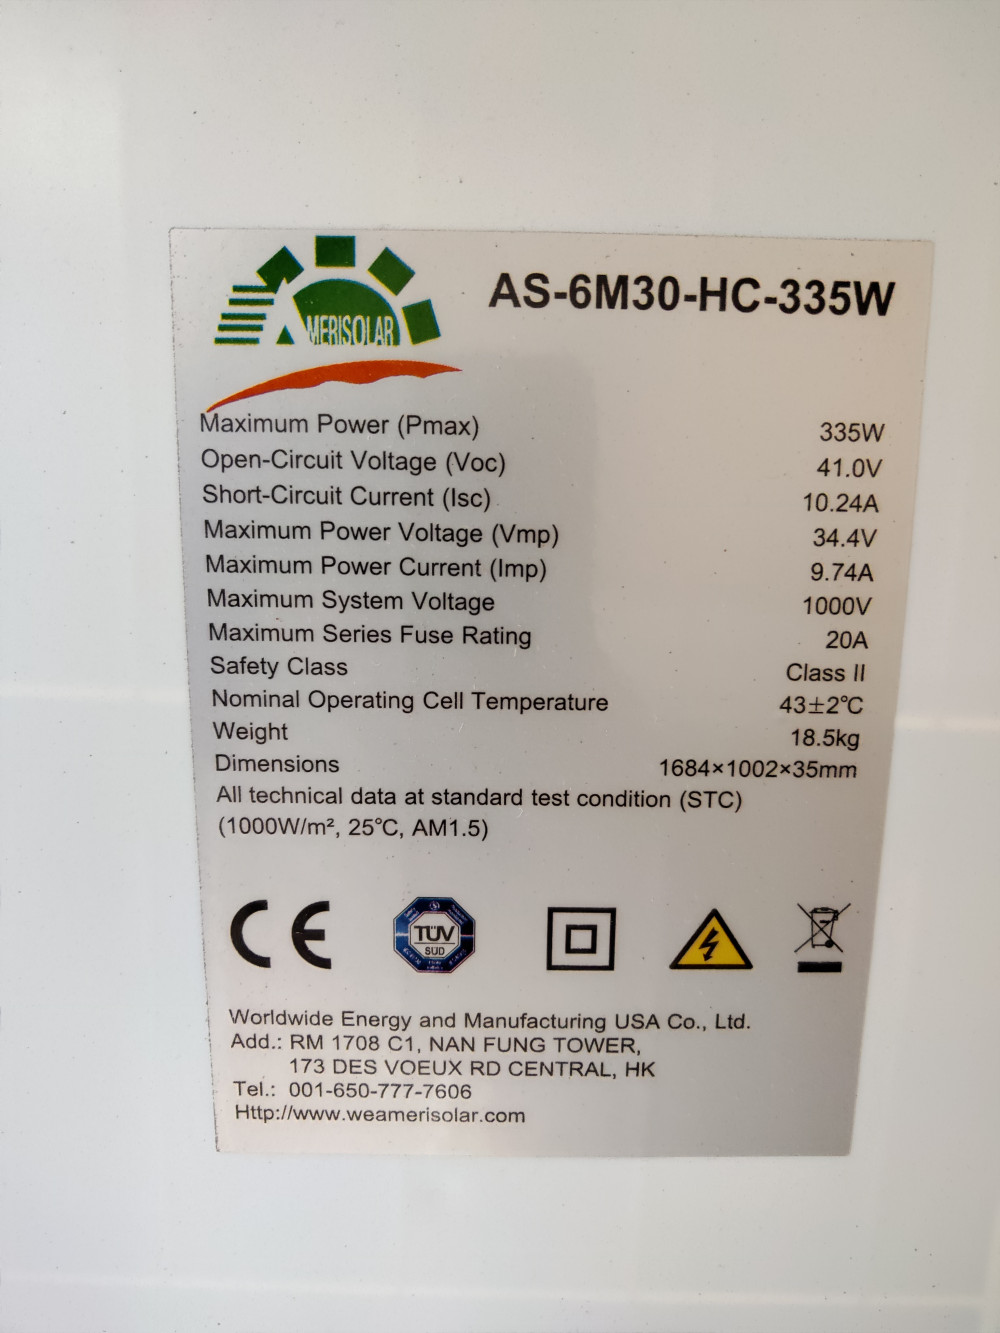 AMERISOLAR
AS-6M30-HC-335W
Maximum Power (Pmax) 335W
Open-Circuit Voltage (Voc) 41.0V
Short-Circuit Current (Isc) 10.24A
Maximum Power Voltage (Vmp) 34.4V
Maximum Power Current (Imp) 9.74A
Maximum System Voltage 1000V
Maximum Series Fuse Rating 20A
Safety Class Class II
Nominal Operating Cell Temperature 43±2℃
Weight 18.5kg
Dimensions 1684×1002×35mm
All technical data at standard test condition (STC)
(1000W/m², 25℃, AM1.5)
CE
TÜV
SÜD
Worldwide Energy and Manufacturing USA Co., Ltd.
Add.: RM 1708 C1, NAN FUNG TOWER,
173 DES VOEUX RD CENTRAL, HK
Tel.: 001-650-777-7606
Http://www.weamerisolar.com